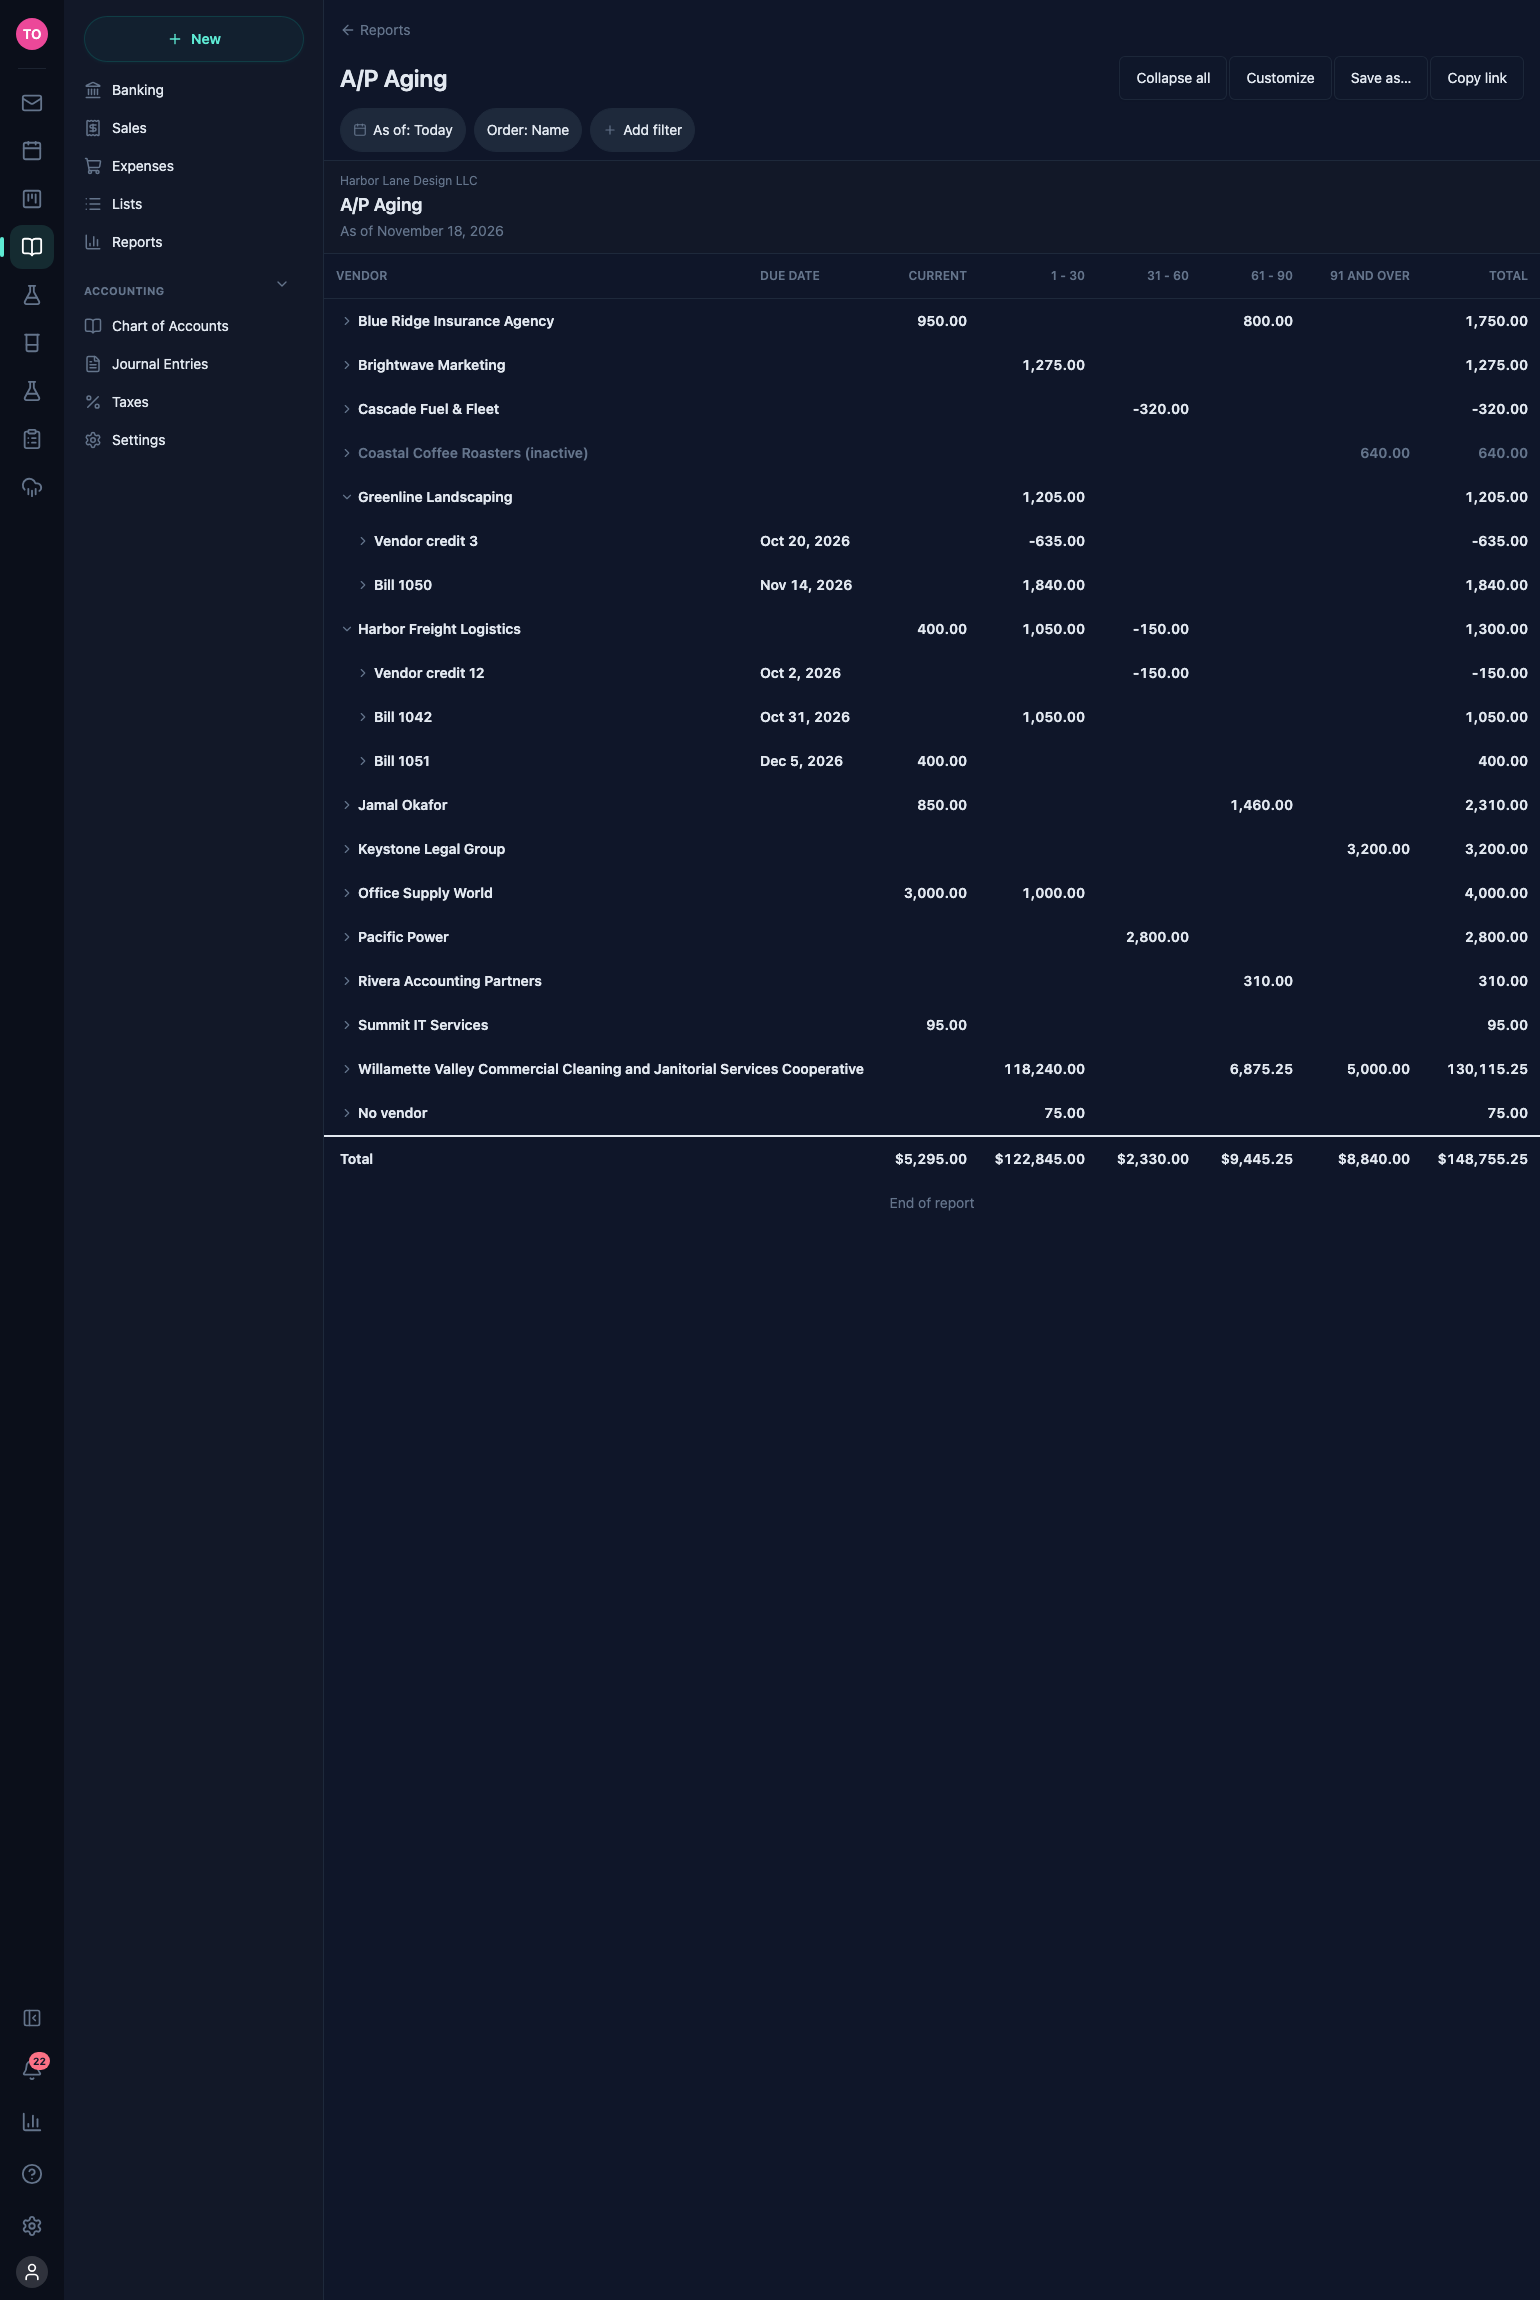 TO
New
Banking
Sales
Expenses
Lists
Reports
ACCOUNTING
Chart of Accounts
Journal Entries
Taxes
Settings
22
Reports
A/P Aging
Collapse all Customize Save as... Copy link
As of: Today Order: Name Add filter
Harbor Lane Design LLC
A/P Aging
As of November 18, 2026
VENDOR DUE DATE CURRENT 1 - 30 31 - 60 61 - 90 91 AND OVER TOTAL
Blue Ridge Insurance Agency 950.00 800.00 1,750.00
Brightwave Marketing 1,275.00 1,275.00
Cascade Fuel & Fleet -320.00 -320.00
Coastal Coffee Roasters (inactive) 640.00 640.00
Greenline Landscaping 1,205.00 1,205.00
Vendor credit 3 Oct 20, 2026 -635.00 -635.00
Bill 1050 Nov 14, 2026 1,840.00 1,840.00
Harbor Freight Logistics 400.00 1,050.00 -150.00 1,300.00
Vendor credit 12 Oct 2, 2026 -150.00 -150.00
Bill 1042 Oct 31, 2026 1,050.00 1,050.00
Bill 1051 Dec 5, 2026 400.00 400.00
Jamal Okafor 850.00 1,460.00 2,310.00
Keystone Legal Group 3,200.00 3,200.00
Office Supply World 3,000.00 1,000.00 4,000.00
Pacific Power 2,800.00 2,800.00
Rivera Accounting Partners 310.00 310.00
Summit IT Services 95.00 95.00
Willamette Valley Commercial Cleaning and Janitorial Services Cooperative 118,240.00 6,875.25 5,000.00 130,115.25
No vendor 75.00 75.00
Total $5,295.00 $122,845.00 $2,330.00 $9,445.25 $8,840.00 $148,755.25
End of report